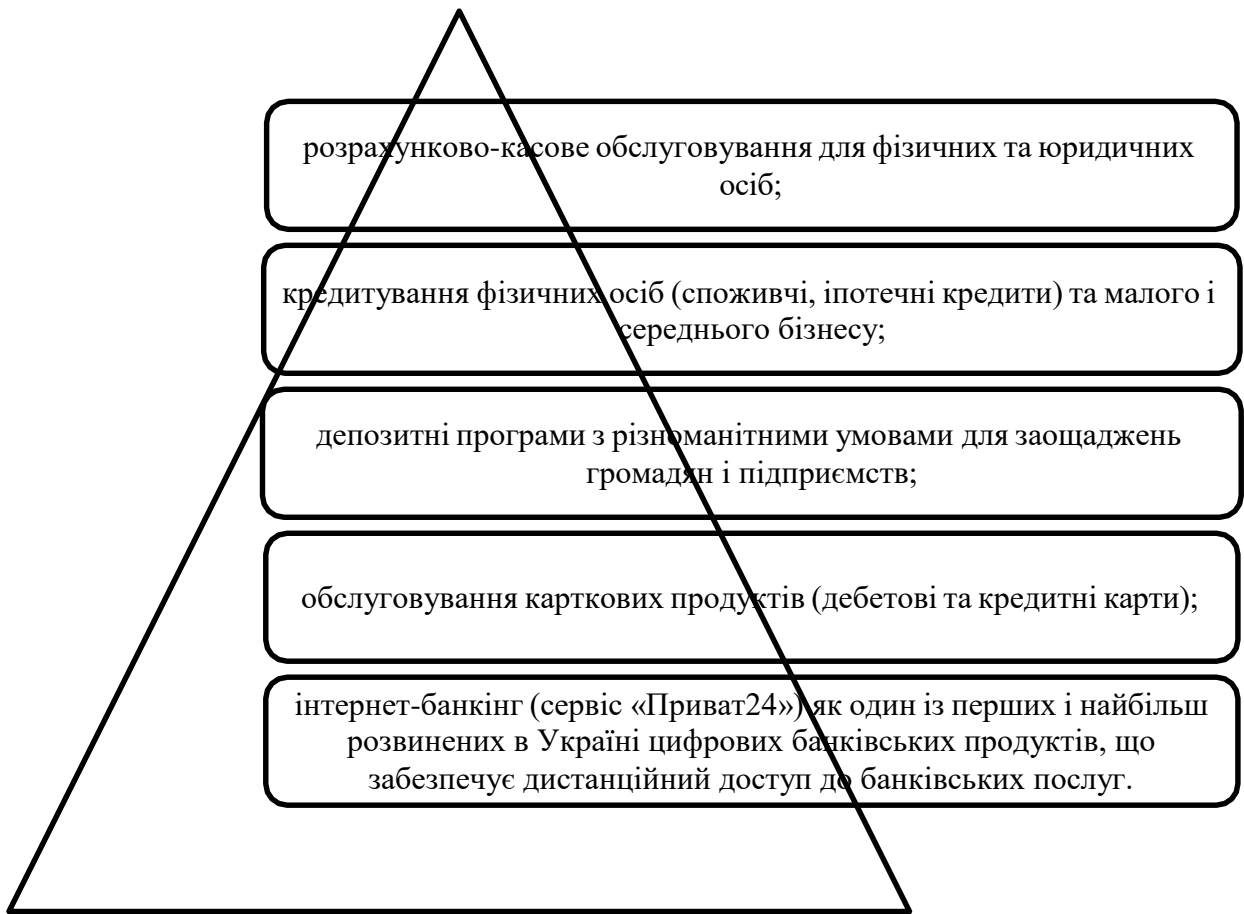 розрахунково-касове обслуговування для фізичних та юридичних
осіб;
кредитування фізичних осіб (споживчі, іпотечні кредити) та малого і
середнього бізнесу;
депозитні програми з різноманітними умовами для заощаджень
громадян і підприємств;
обслуговування карткових продуктів (дебетові та кредитні карти);
інтернет-банкінг (сервіс «Приват24») як один із перших і найбільш
розвинених в Україні цифрових банківських продуктів, що
забезпечує дистанційний доступ до банківських послуг.